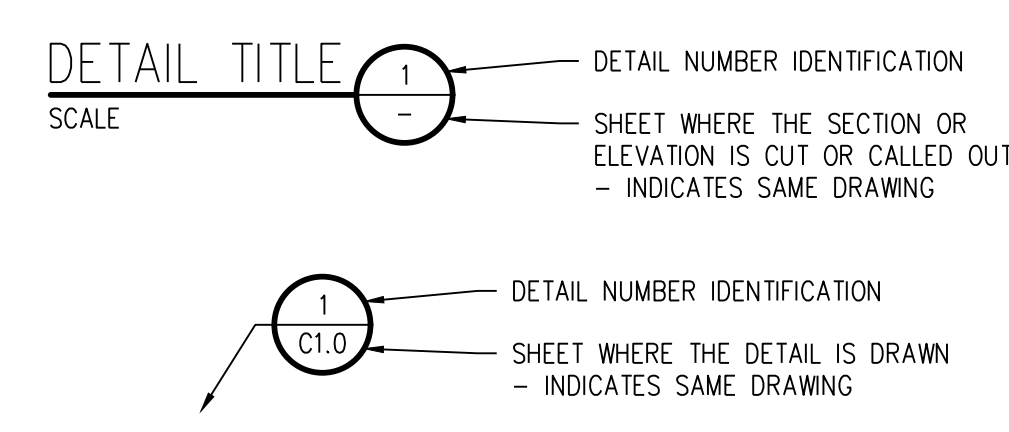 DETAIL TITLE
SCALE
1
-
DETAIL NUMBER IDENTIFICATION
SHEET WHERE THE SECTION OR
ELEVATION IS CUT OR CALLED OUT
- INDICATES SAME DRAWING
1
C1.0
DETAIL NUMBER IDENTIFICATION
SHEET WHERE THE DETAIL IS DRAWN
- INDICATES SAME DRAWING